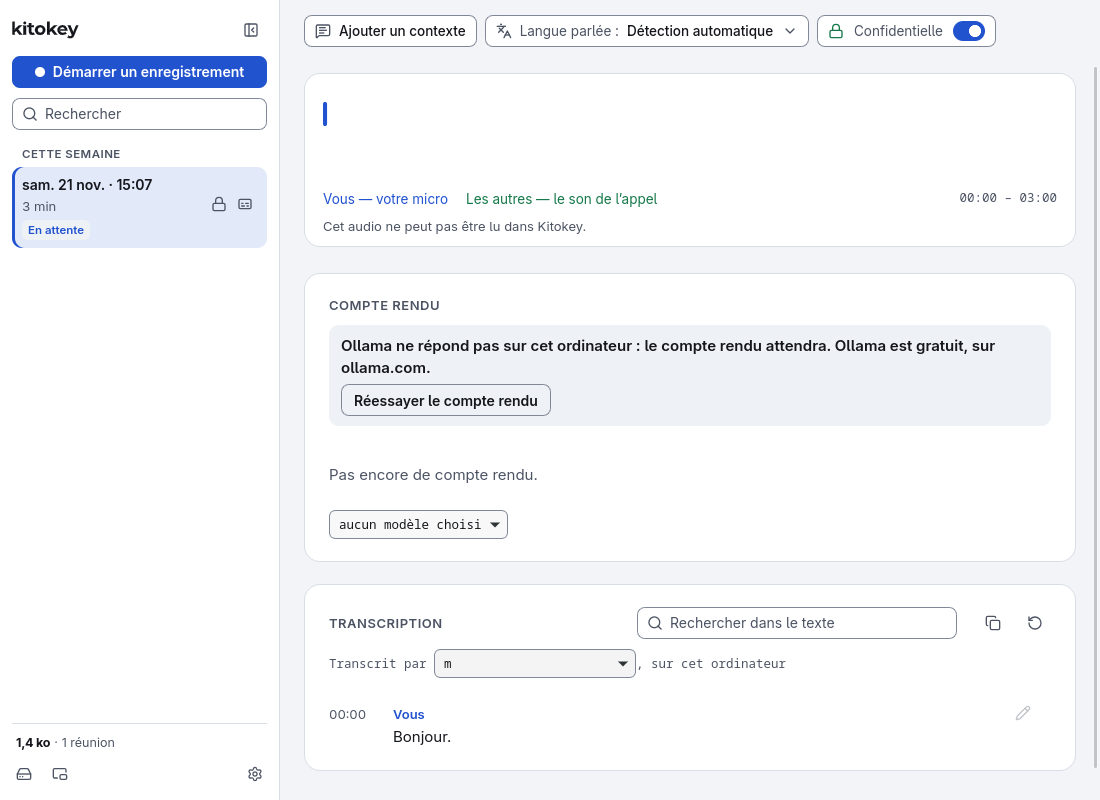 kitokey
Démarrer un enregistrement
Rechercher
CETTE SEMAINE
sam. 21 nov. · 15:07
3 min
En attente
1,4 ko · 1 réunion
Ajouter un contexte
Langue parlée : Détection automatique
Confidentielle
Vous — votre micro Les autres — le son de l’appel 00:00 – 03:00
Cet audio ne peut pas être lu dans Kitokey.
COMPTE RENDU
Ollama ne répond pas sur cet ordinateur : le compte rendu attendra. Ollama est gratuit, sur
ollama.com.
Réessayer le compte rendu
Pas encore de compte rendu.
aucun modèle choisi
TRANSCRIPTION
Rechercher dans le texte
Transcrit par m , sur cet ordinateur
00:00 Vous
Bonjour.